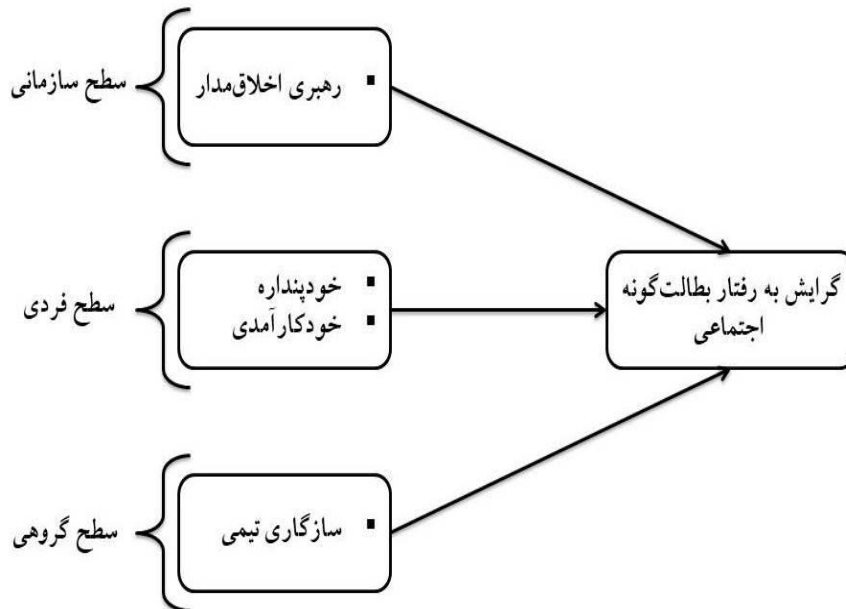 سطح سازمانی
▪ رهبری اخلاق‌مدار
سطح فردی
▪ خودپنداره
▪ خودکارآمدی
گرایش به رفتار بطالت‌گونه
اجتماعی
سطح گروهی
▪ سازگاری تیمی